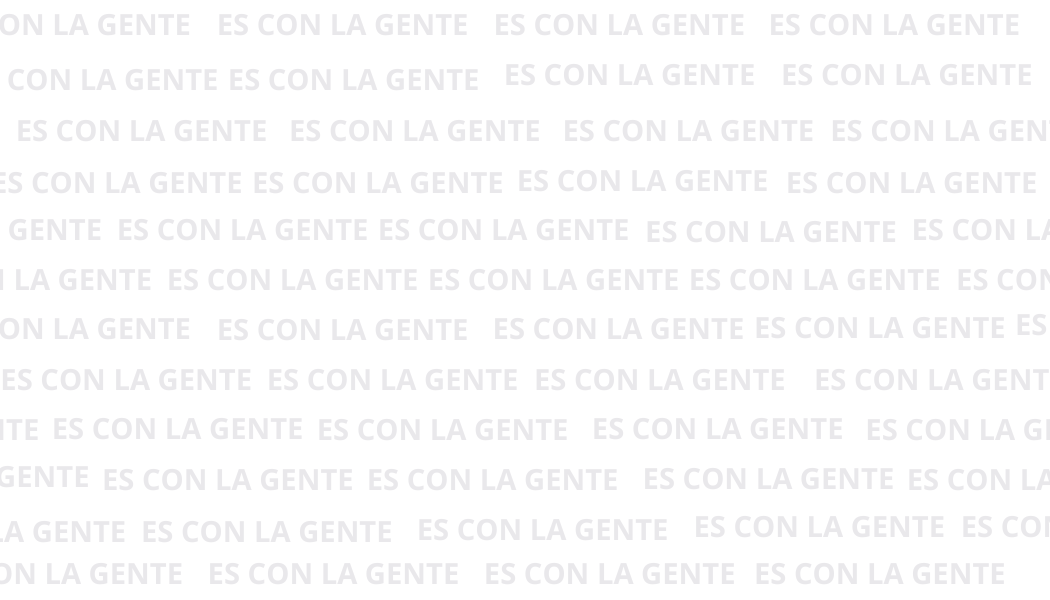 ON LA GENTE ES CON LA GENTE ES CON LA GENTE ES CON LA GENTE
CON LA GENTE ES CON LA GENTE ES CON LA GENTE ES CON LA GENTE
ES CON LA GENTE ES CON LA GENTE ES CON LA GENTE ES CON LA GEN
ES CON LA GENTE ES CON LA GENTE ES CON LA GENTE ES CON LA GENTE
GENTE ES CON LA GENTE ES CON LA GENTE ES CON LA GENTE ES CON LA
LA GENTE ES CON LA GENTE ES CON LA GENTE ES CON LA GENTE ES CON
ON LA GENTE ES CON LA GENTE ES CON LA GENTE ES CON LA GENTE ES
ES CON LA GENTE ES CON LA GENTE ES CON LA GENTE ES CON LA GENT
TE ES CON LA GENTE ES CON LA GENTE ES CON LA GENTE ES CON LA GE
GENTE ES CON LA GENTE ES CON LA GENTE ES CON LA GENTE ES CON LA
LA GENTE ES CON LA GENTE ES CON LA GENTE ES CON LA GENTE ES CON
ON LA GENTE ES CON LA GENTE ES CON LA GENTE ES CON LA GENTE